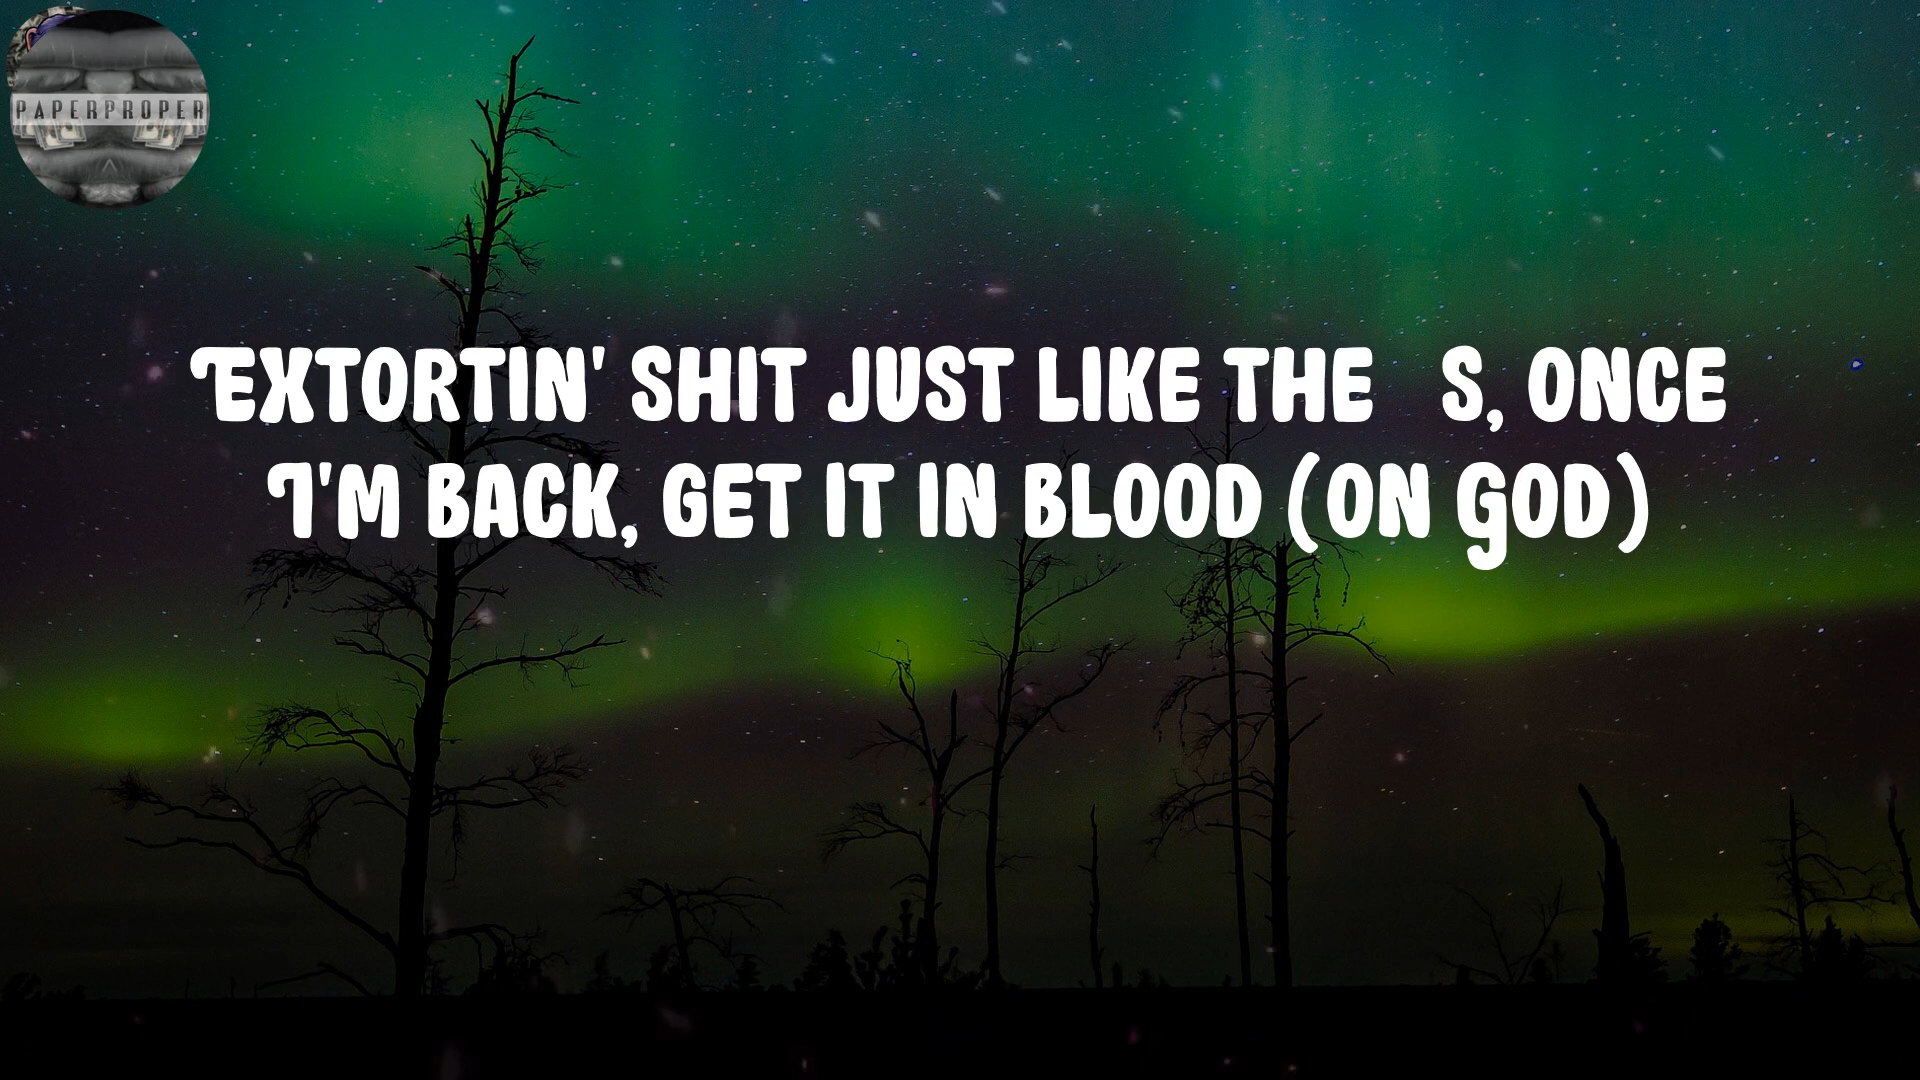 PAPERPROPER
EXTORTIN' SHIT JUST LIKE THE   S, ONCE
I'M BACK, GET IT IN BLOOD (ON GOD)